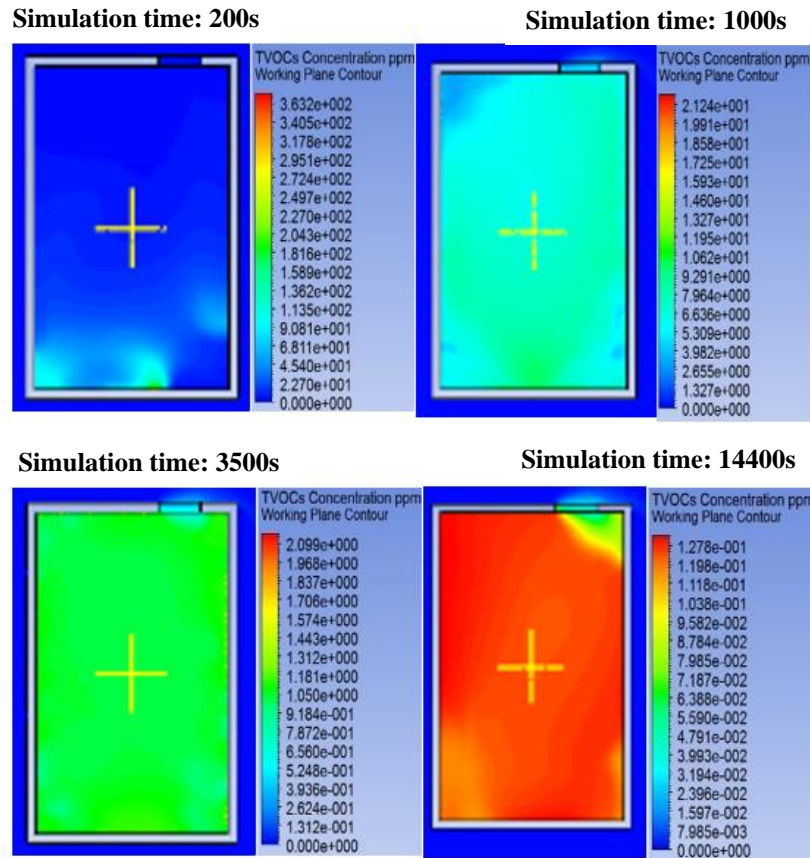 Simulation time: 200s
TVOCs Concentration ppm
Working Plane Contour
3.632e+002
3.405e+002
3.178e+002
2.951e+002
2.724e+002
2.497e+002
2.270e+002
2.043e+002
1.816e+002
1.589e+002
1.362e+002
1.135e+002
9.081e+001
6.811e+001
4.540e+001
2.270e+001
0.000e+000
Simulation time: 1000s
TVOCs Concentration ppm
Working Plane Contour
2.124e+001
1.991e+001
1.858e+001
1.725e+001
1.593e+001
1.460e+001
1.327e+001
1.195e+001
1.062e+001
9.291e+000
7.964e+000
6.636e+000
5.309e+000
3.982e+000
2.655e+000
1.327e+000
0.000e+000
Simulation time: 3500s
TVOCs Concentration ppm
Working Plane Contour
2.099e+000
1.968e+000
1.837e+000
1.706e+000
1.574e+000
1.443e+000
1.312e+000
1.181e+000
1.050e+000
9.184e-001
7.872e-001
6.560e-001
5.248e-001
3.936e-001
2.624e-001
1.312e-001
0.000e+000
Simulation time: 14400s
TVOCs Concentration ppm
Working Plane Contour
1.278e-001
1.198e-001
1.118e-001
1.038e-001
9.582e-002
8.784e-002
7.985e-002
7.187e-002
6.388e-002
5.590e-002
4.791e-002
3.993e-002
3.194e-002
2.396e-002
1.597e-002
7.985e-003
0.000e+000